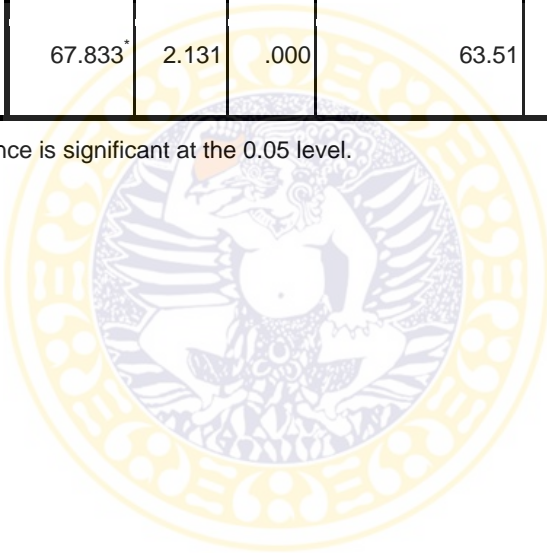 67.833* 2.131 .000 63.51
nce is significant at the 0.05 level.